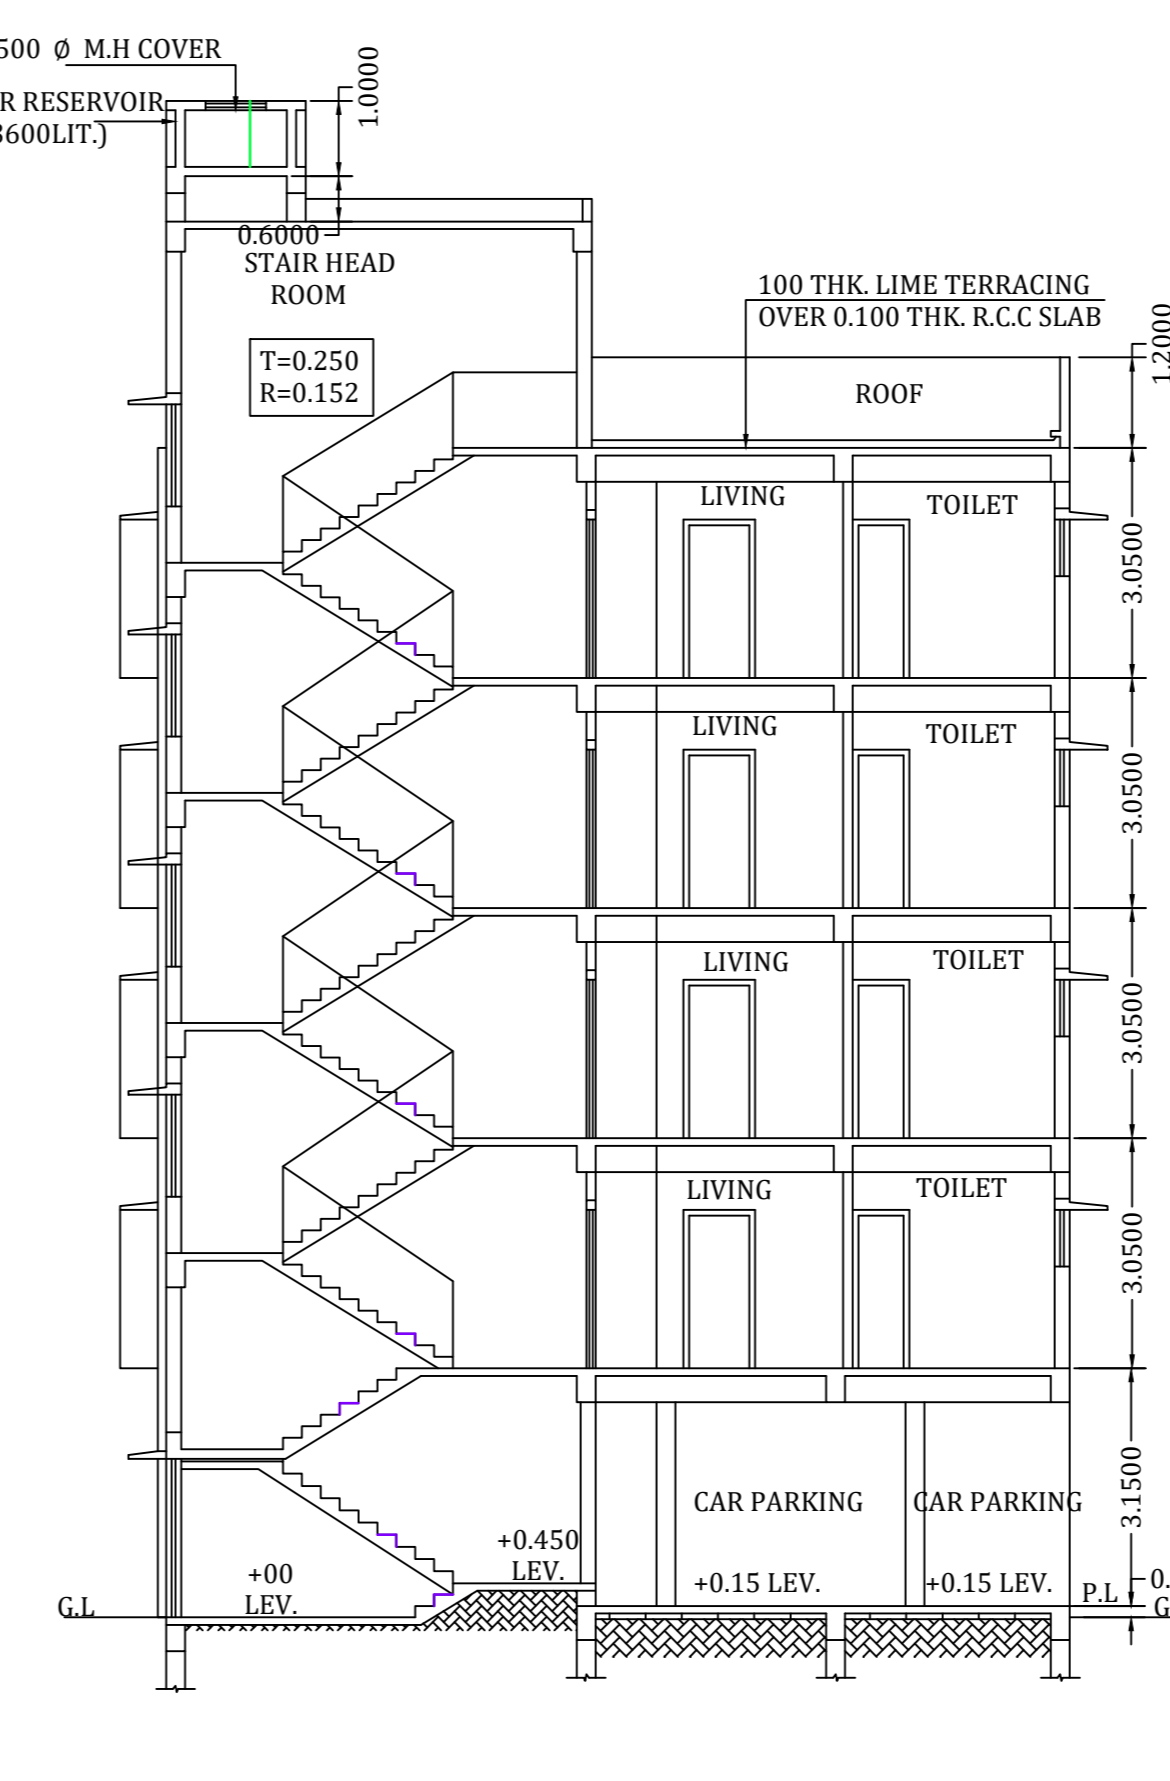 500 Ø M.H COVER
R RESERVOIR
3600LIT.)
1.0000
0.6000
STAIR HEAD
ROOM
T=0.250
R=0.152
100 THK. LIME TERRACING
OVER 0.100 THK. R.C.C SLAB
1.2000
ROOF
LIVING
TOILET
3.0500
LIVING
TOILET
3.0500
LIVING
TOILET
3.0500
LIVING
TOILET
3.0500
CAR PARKING
CAR PARKING
3.1500
+0.450
LEV.
+00
LEV.
+0.15 LEV.
+0.15 LEV.
P.L
0.
G.L
G